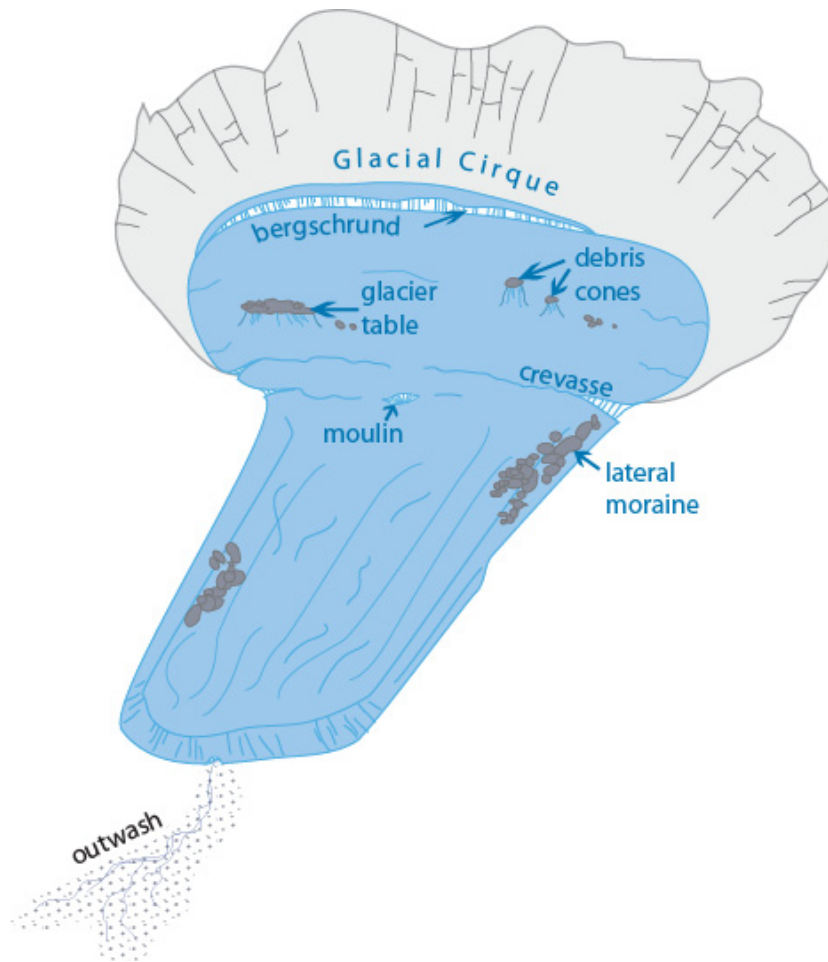 Glacial Cirque
bergschrund
debris
cones
glacier
table
crevasse
moulin
lateral
moraine
outwash